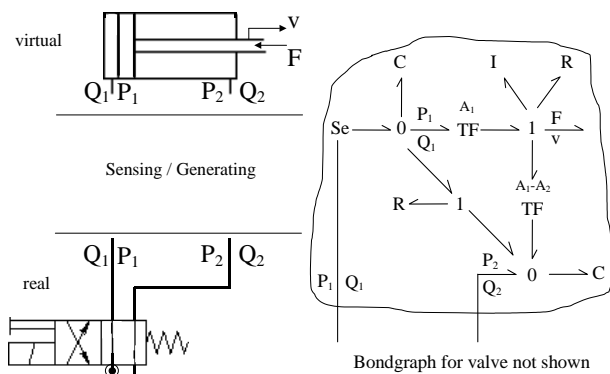 virtual
v
F
Q1 P1
P2 Q2
Sensing / Generating
Q1 P1
P2 Q2
real
C
I
R
Se
0
P1
Q1
A1
TF
1
F
v
R
1
A1-A2
TF
P2
Q2
0
C
P1
Q1
Bondgraph for valve not shown